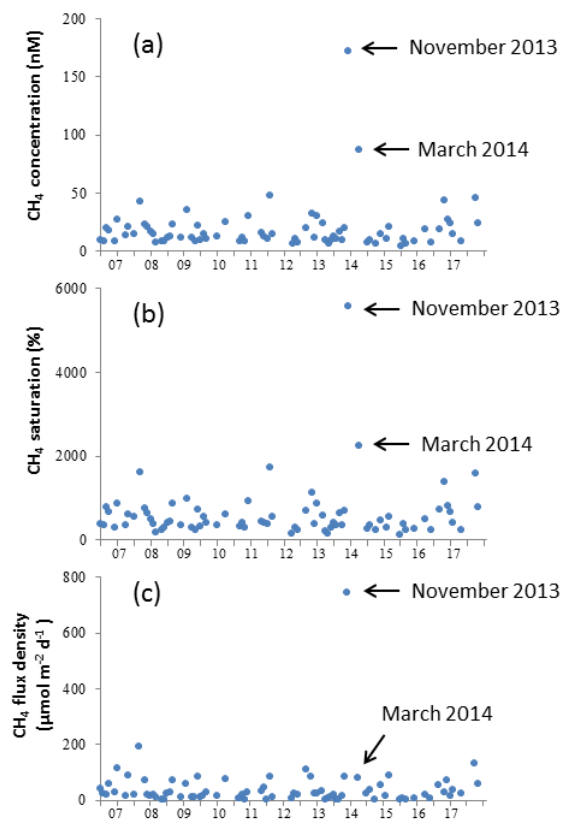 (a)
CH₄ concentration (nM)
200
150
100
50
0
November 2013
March 2014
07 08 09 10 11 12 13 14 15 16 17
(b)
CH₄ saturation (%)
6000
4000
2000
0
November 2013
March 2014
07 08 09 10 11 12 13 14 15 16 17
(c)
CH₄ flux density
(μmol m⁻² d⁻¹)
800
600
400
200
0
November 2013
March 2014
07 08 09 10 11 12 13 14 15 16 17